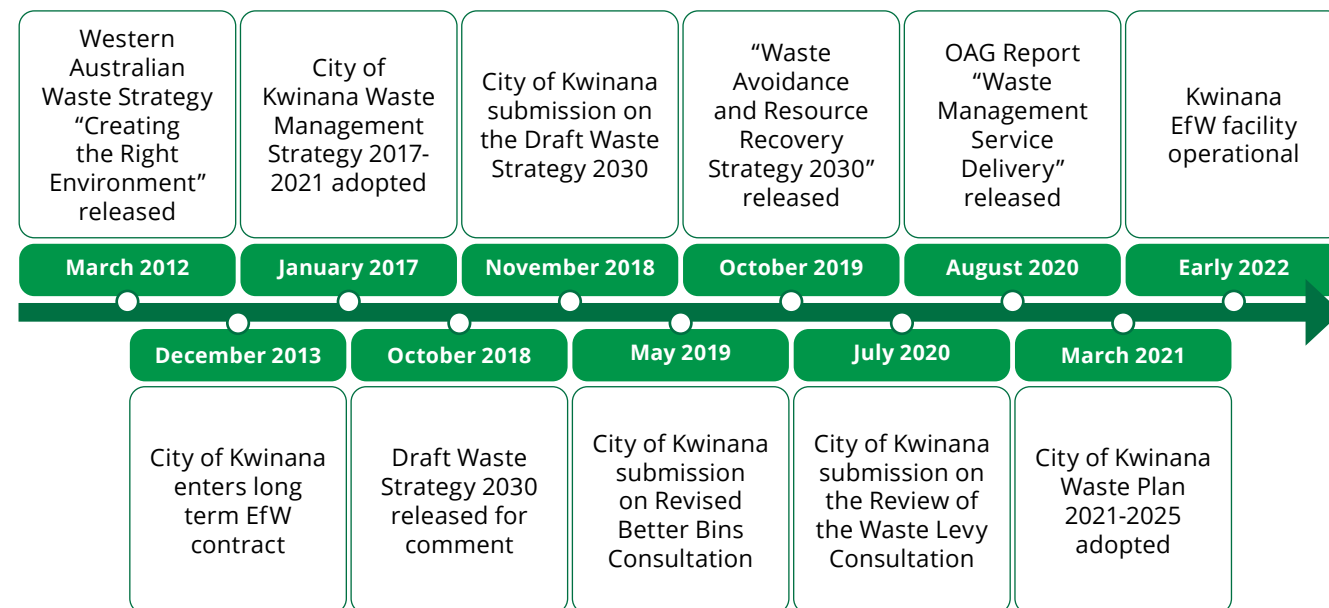 Western
Australian
Waste Strategy
“Creating
the Right
Environment”
released
March 2012
City of
Kwinana Waste
Management
Strategy 2017-
2021 adopted
January 2017
City of Kwinana
submission on
the Draft Waste
Strategy 2030
November 2018
“Waste
Avoidance
and Resource
Recovery
Strategy 2030”
released
October 2019
OAG Report
“Waste
Management
Service
Delivery”
released
August 2020
Kwinana
EfW facility
operational
Early 2022
December 2013
City of Kwinana
enters long
term EfW
contract
October 2018
Draft Waste
Strategy 2030
released for
comment
May 2019
City of Kwinana
submission
on Revised
Better Bins
Consultation
July 2020
City of Kwinana
submission on
the Review of
the Waste Levy
Consultation
March 2021
City of Kwinana
Waste Plan
2021-2025
adopted